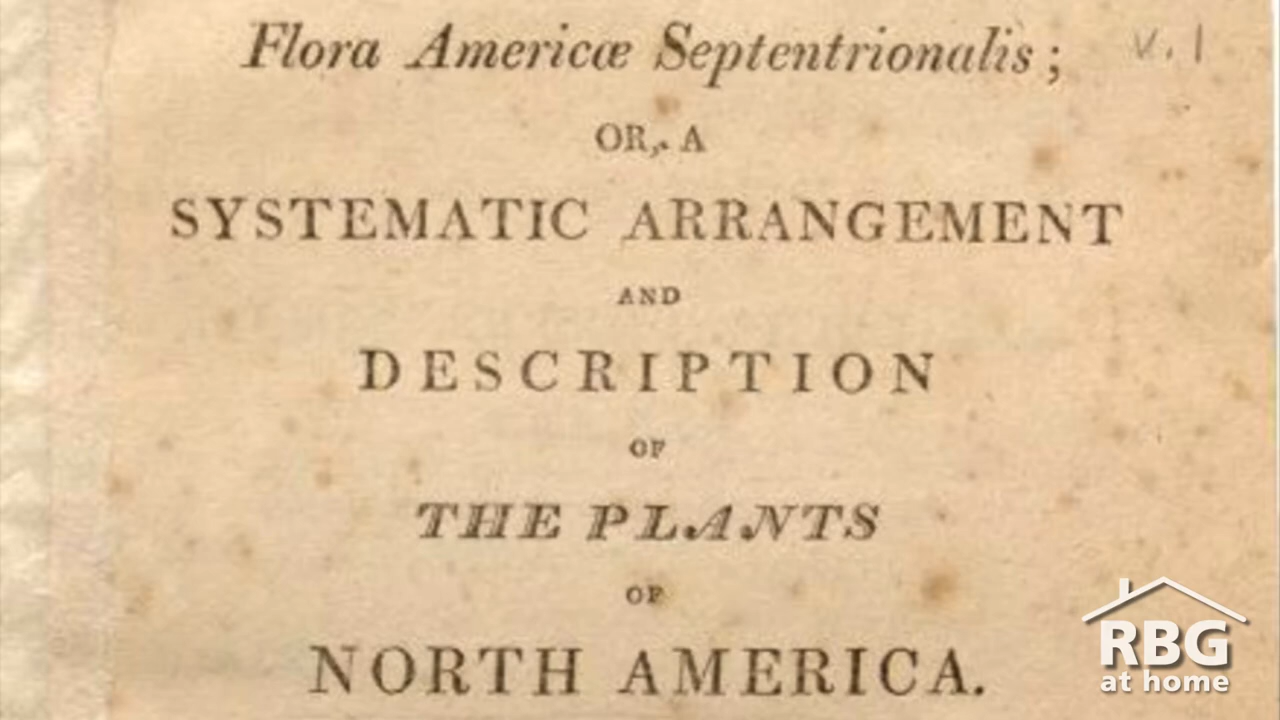 Flora Americæ Septentrionalis; v. 1
OR, A
SYSTEMATIC ARRANGEMENT
AND
DESCRIPTION
OF
THE PLANTS
OF
NORTH AMERICA.
RBG
at home